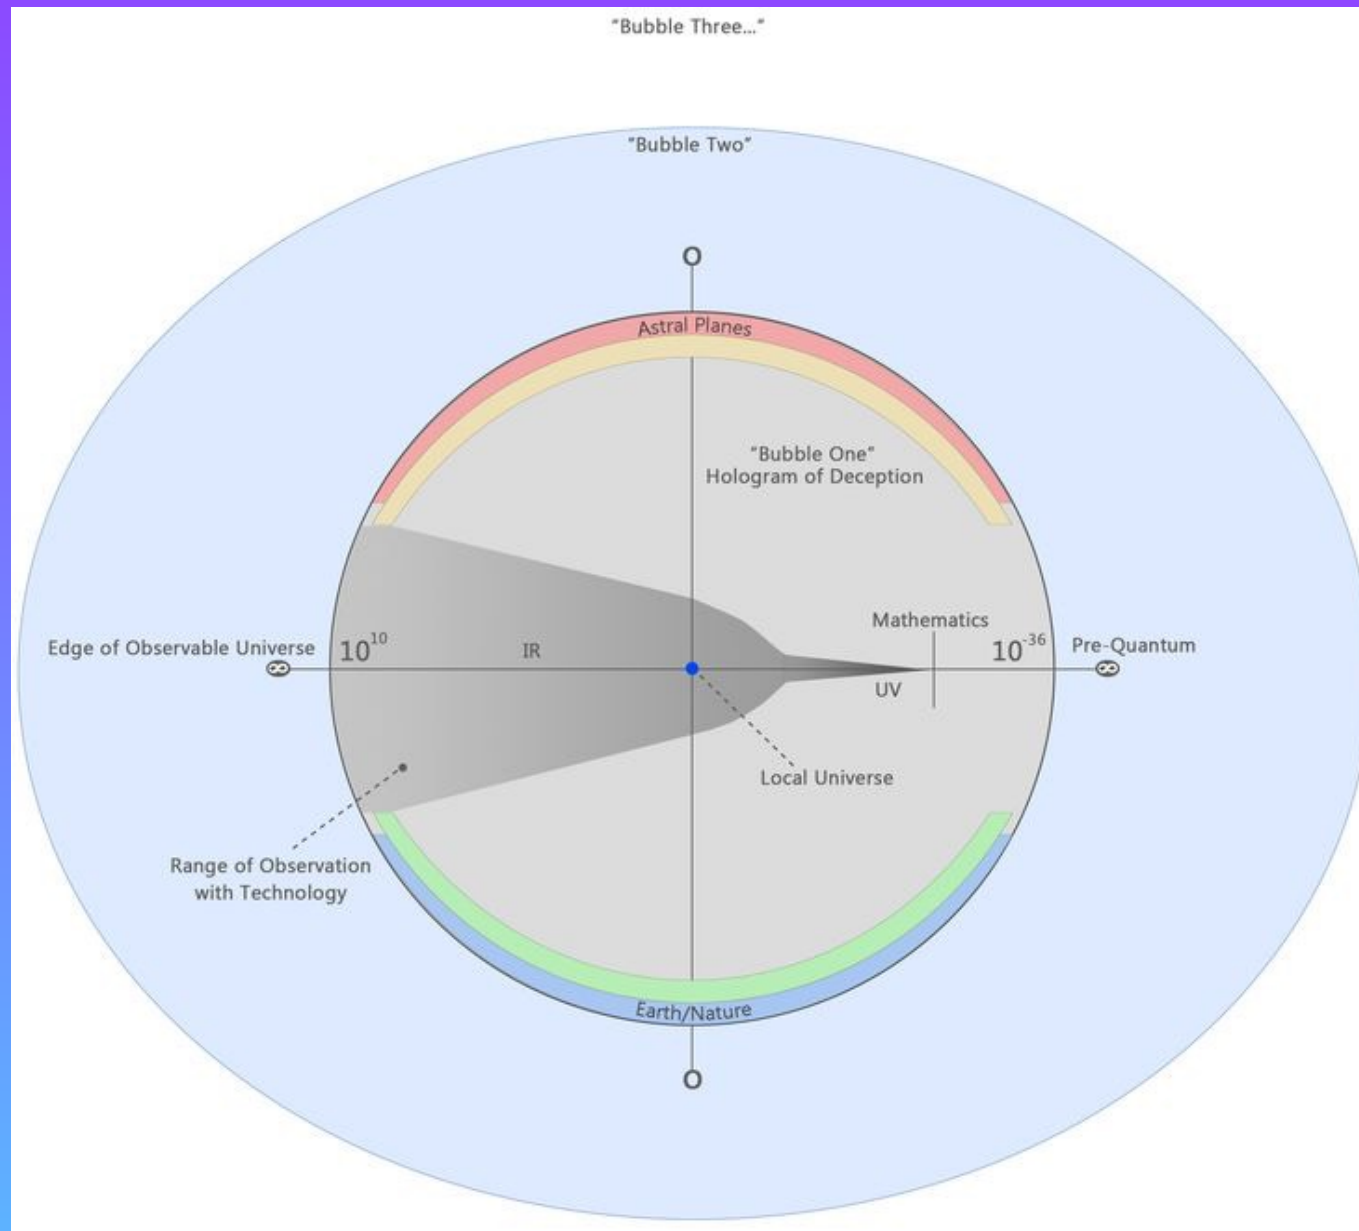 “Bubble Three...”
“Bubble Two”
O
Astral Planes
“Bubble One”
Hologram of Deception
Mathematics
Edge of Observable Universe
10^10
IR
10^-36
Pre-Quantum
∞
∞
UV
Local Universe
Range of Observation
with Technology
Earth/Nature
O